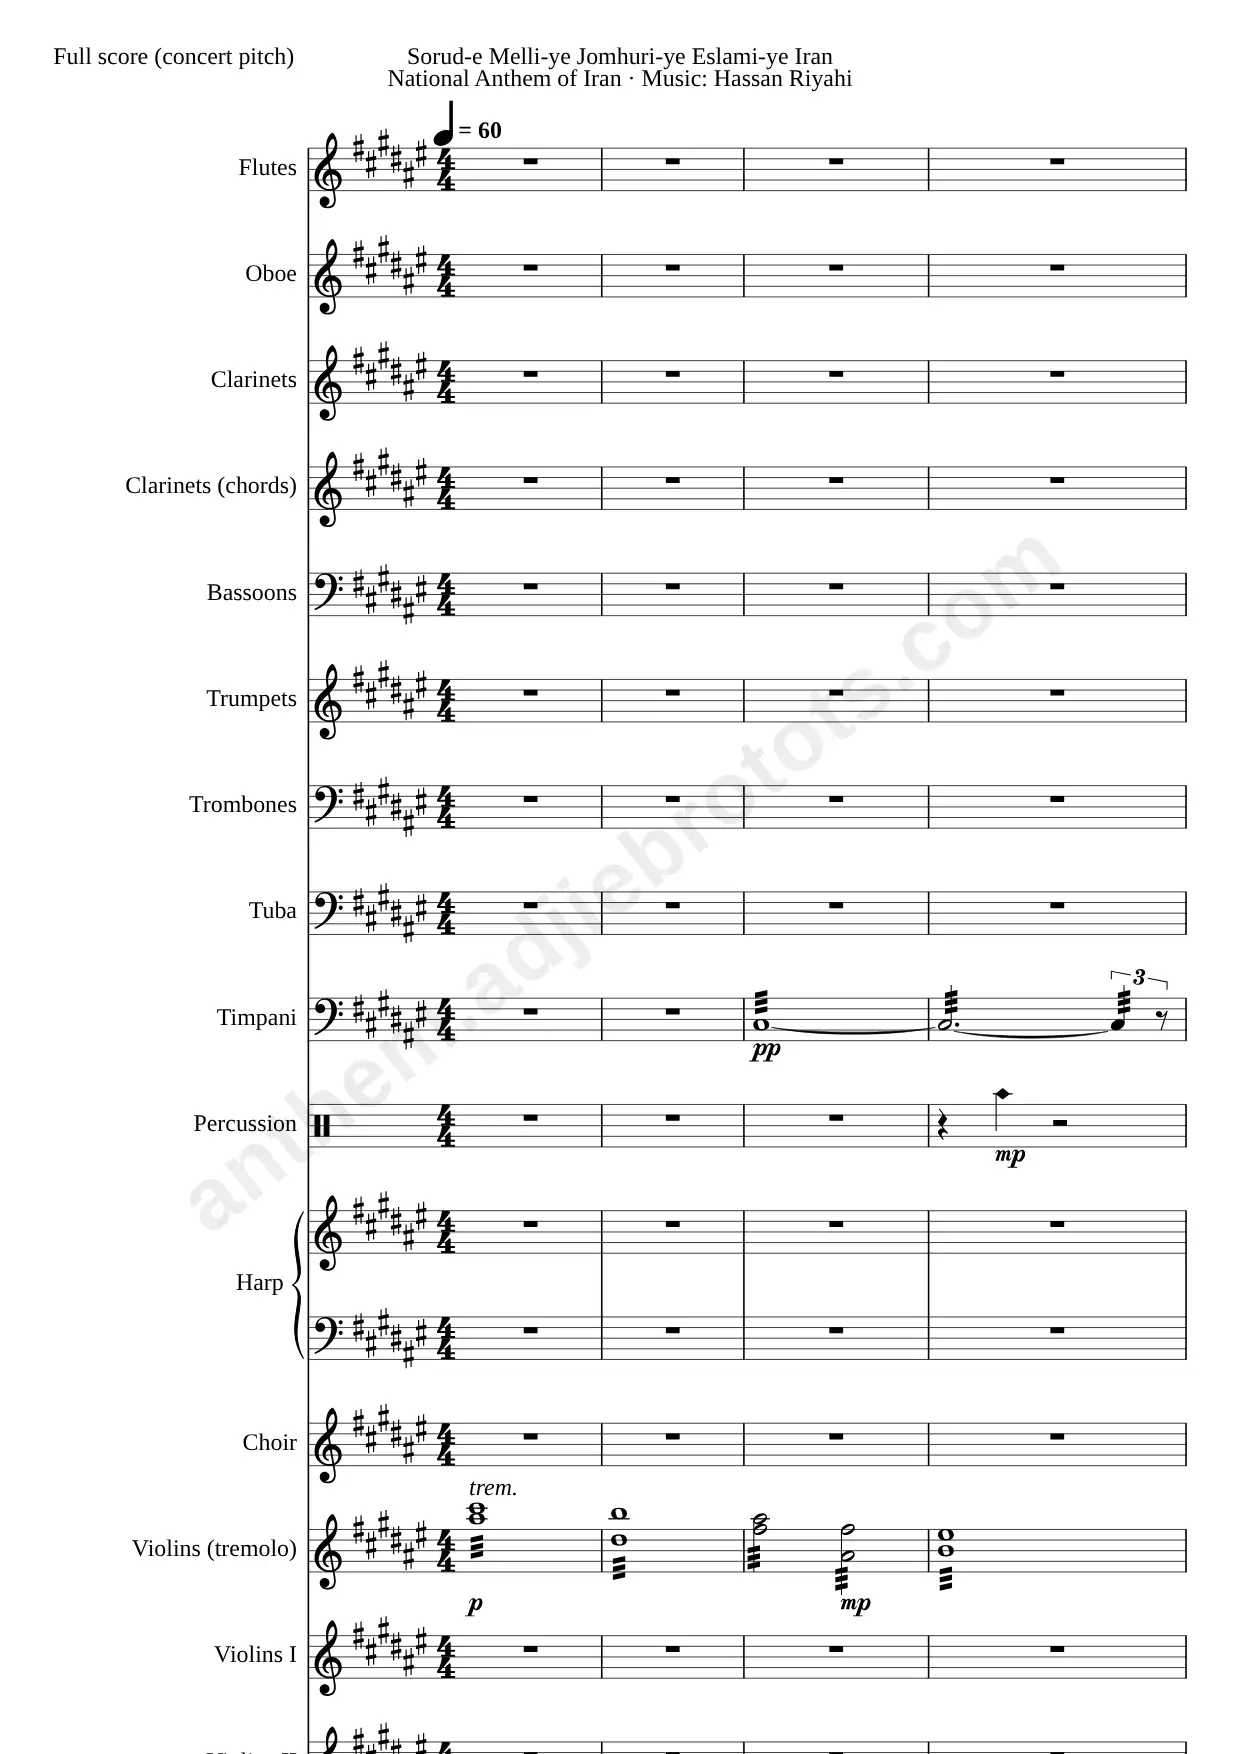 Full score (concert pitch)
Sorud-e Melli-ye Jomhuri-ye Eslami-ye Iran
National Anthem of Iran · Music: Hassan Riyahi
= 60
Flutes
Oboe
Clarinets
Clarinets (chords)
Bassoons
Trumpets
Trombones
Tuba
3
Timpani
pp
Percussion
mp
Harp
Choir
trem.
Violins (tremolo)
p
mp
Violins I
anthem.adjiebrotots.com